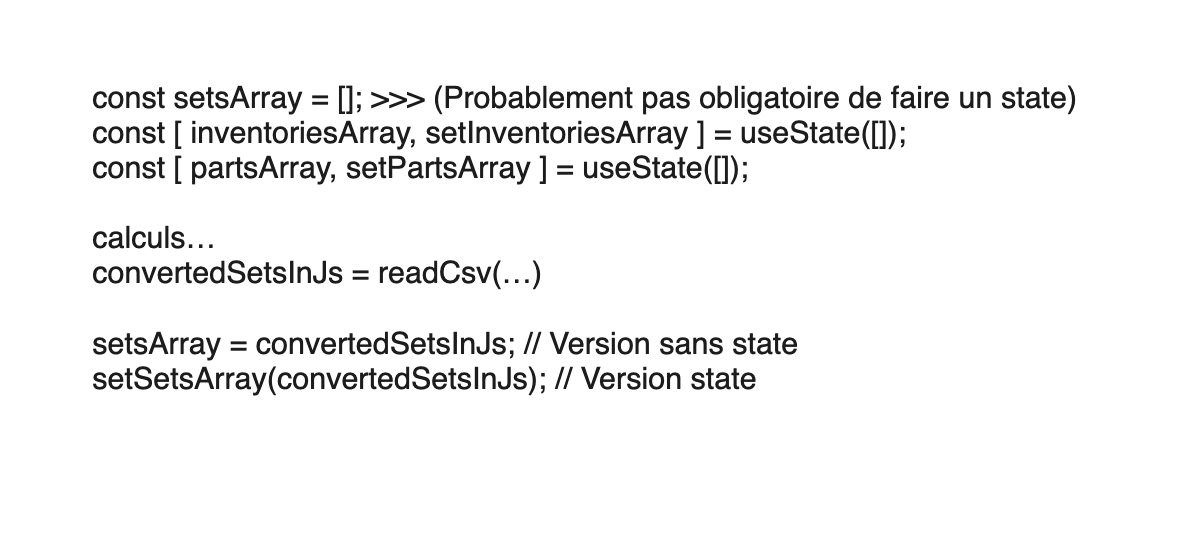 const setsArray = []; >>> (Probablement pas obligatoire de faire un state)
const [ inventoriesArray, setInventoriesArray ] = useState([]);
const [ partsArray, setPartsArray ] = useState([]);
calculs…
convertedSetsInJs = readCsv(…)
setsArray = convertedSetsInJs; // Version sans state
setSetsArray(convertedSetsInJs); // Version state